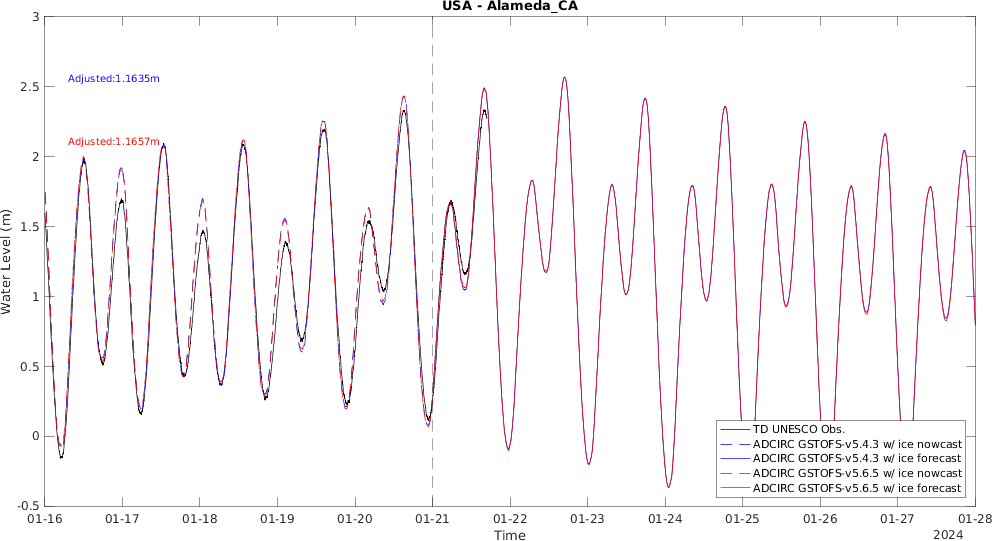 USA - Alameda_CA
3
2.5
2
1.5
1
0.5
0
-0.5
Water Level (m)
Adjusted:1.1635m
Adjusted:1.1657m
TD UNESCO Obs.
ADCIRC GSTOFS-v5.4.3 w/ ice nowcast
ADCIRC GSTOFS-v5.4.3 w/ ice forecast
ADCIRC GSTOFS-v5.6.5 w/ ice nowcast
ADCIRC GSTOFS-v5.6.5 w/ ice forecast
01-16 01-17 01-18 01-19 01-20 01-21 01-22 01-23 01-24 01-25 01-26 01-27 01-28
Time
2024